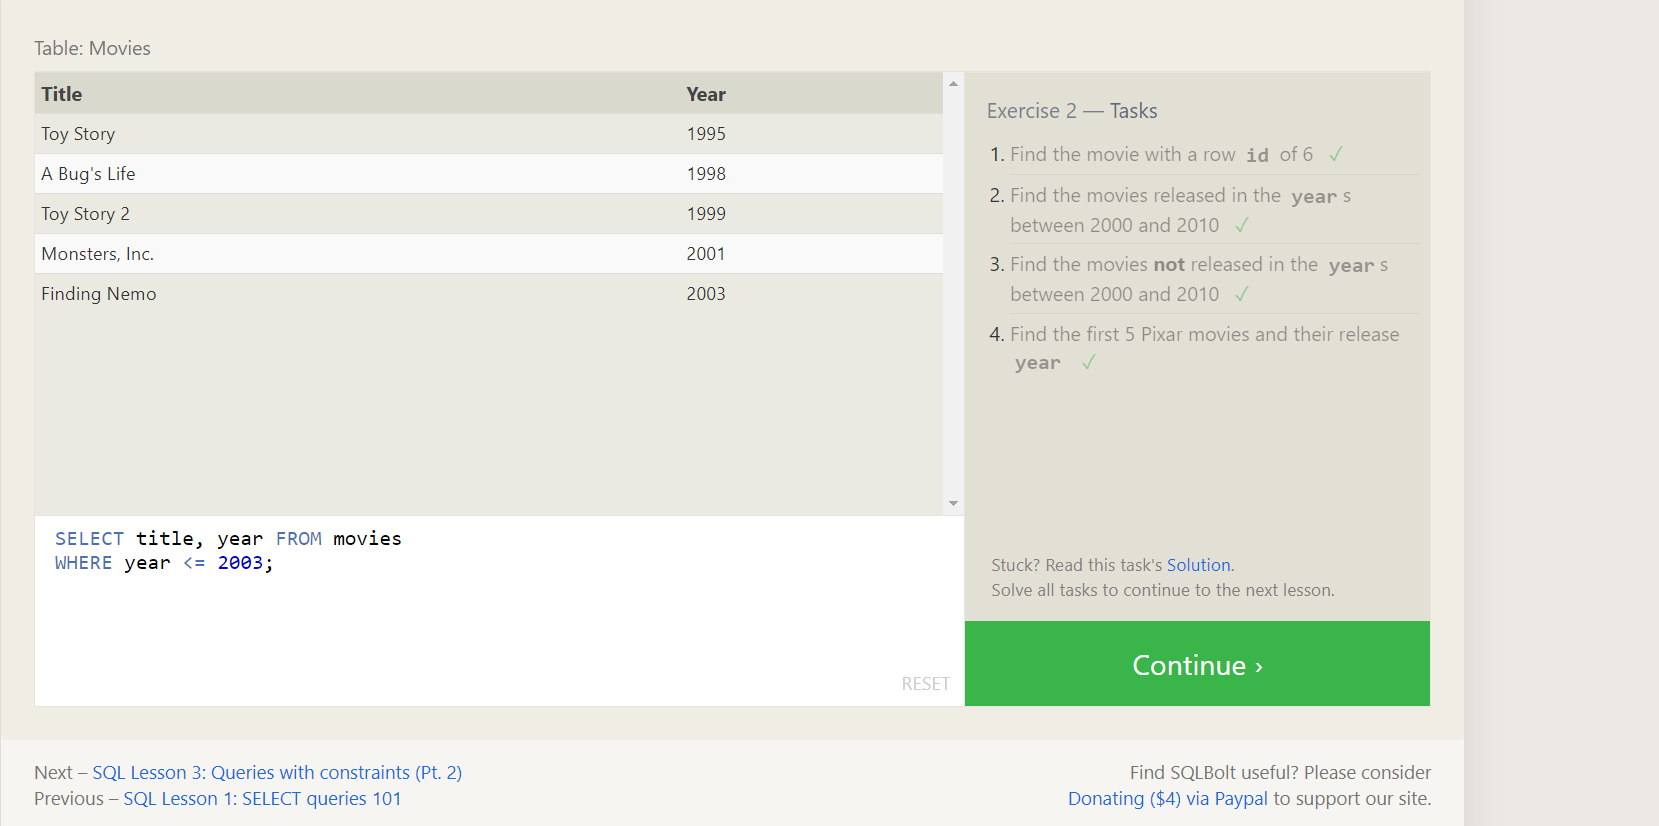 Table: Movies
Title Year
Toy Story 1995
A Bug's Life 1998
Toy Story 2 1999
Monsters, Inc. 2001
Finding Nemo 2003
SELECT title, year FROM movies
WHERE year <= 2003;
RESET
Exercise 2 — Tasks
1. Find the movie with a row id of 6 ✓
2. Find the movies released in the year s
between 2000 and 2010 ✓
3. Find the movies not released in the year s
between 2000 and 2010 ✓
4. Find the first 5 Pixar movies and their release
year ✓
Stuck? Read this task's Solution.
Solve all tasks to continue to the next lesson.
Continue ›
Next – SQL Lesson 3: Queries with constraints (Pt. 2)
Previous – SQL Lesson 1: SELECT queries 101
Find SQLBolt useful? Please consider
Donating ($4) via Paypal to support our site.